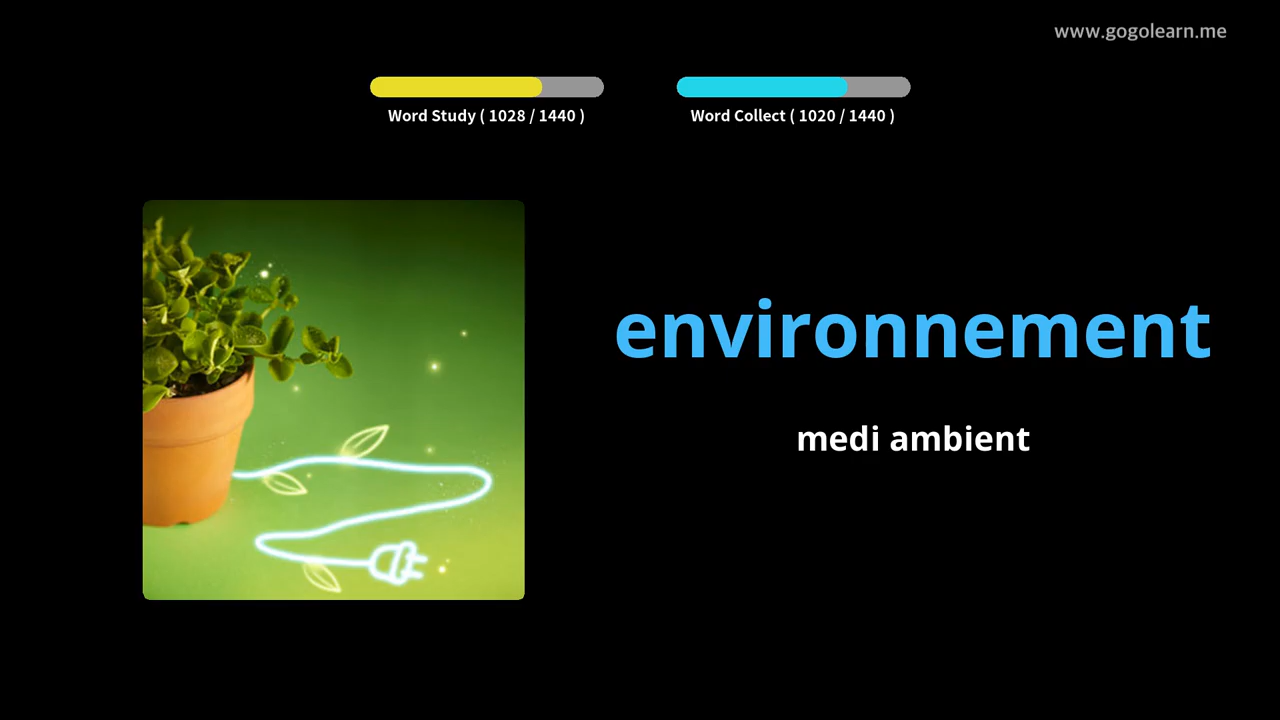 www.gogolearn.me
Word Study ( 1028 / 1440 )
Word Collect ( 1020 / 1440 )
environnement
medi ambient